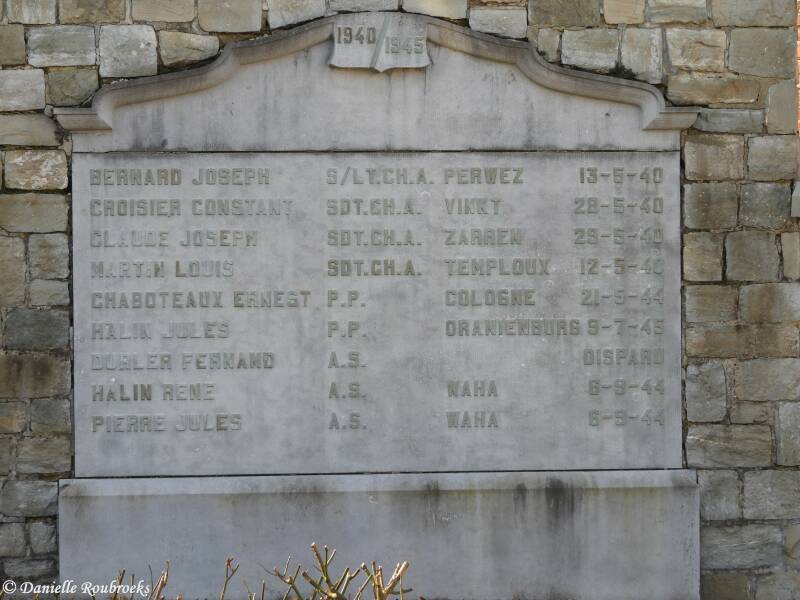 1940/1945
BERNARD JOSEPH S/LT.CH.A. PERWEZ 13-5-40
CROISIER CONSTANT SDT.CH.A. VINKT 28-5-40
CLAUDE JOSEPH SDT.CH.A. ZARREN 29-5-40
MARTIN LOUIS SDT.CH.A. TEMPLOUX 12-5-40
CHABOTEAUX ERNEST P.P. COLOGNE 21-5-44
HALIN JULES P.P. ORANIENBURG 9-7-45
FERNAND A.S. DISPARU
HALIN RENE A.S. WAHA 6-9-44
PIERRE JULES A.S. WAHA 6-9-44
© Danielle Roubroeks